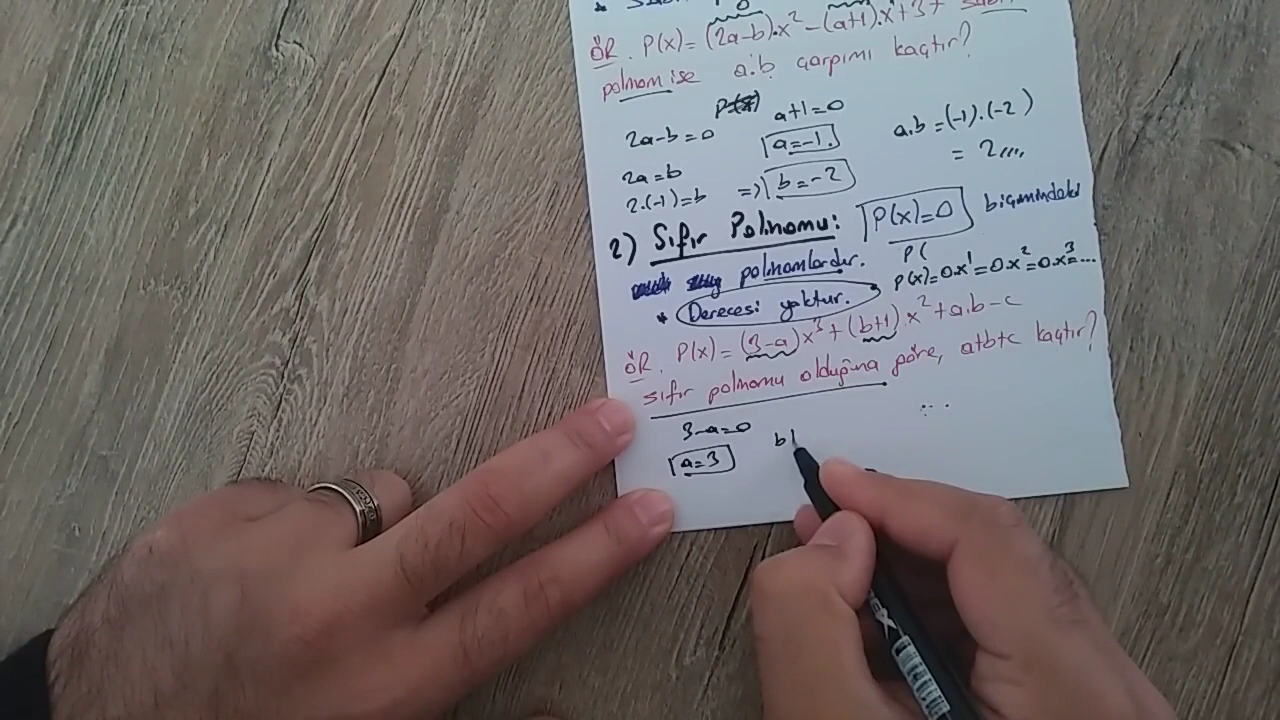 ÖR. P(x)=(2a-b).x²-(a+1).x+3+
polinom ise a.b çarpımı kaçtır?
2a-b=0
a+1=0
a.b=(-1).(-2)
a=-1.
= 2,,,,
2a=b
2.(-1)=b => b=-2
2) Sıfır Polinomu: P(x)=0 biçimindeki
polinomlardır.
P(
P(x)=0.x¹=0.x²=0.x³=...
* Derecesi yoktur.
ÖR. P(x)=(3-a)x³+(b+1).x²+a.b-c
sıfır polinomu olduğuna göre, a+b+c kaçtır?
3-a=0
a=3
b